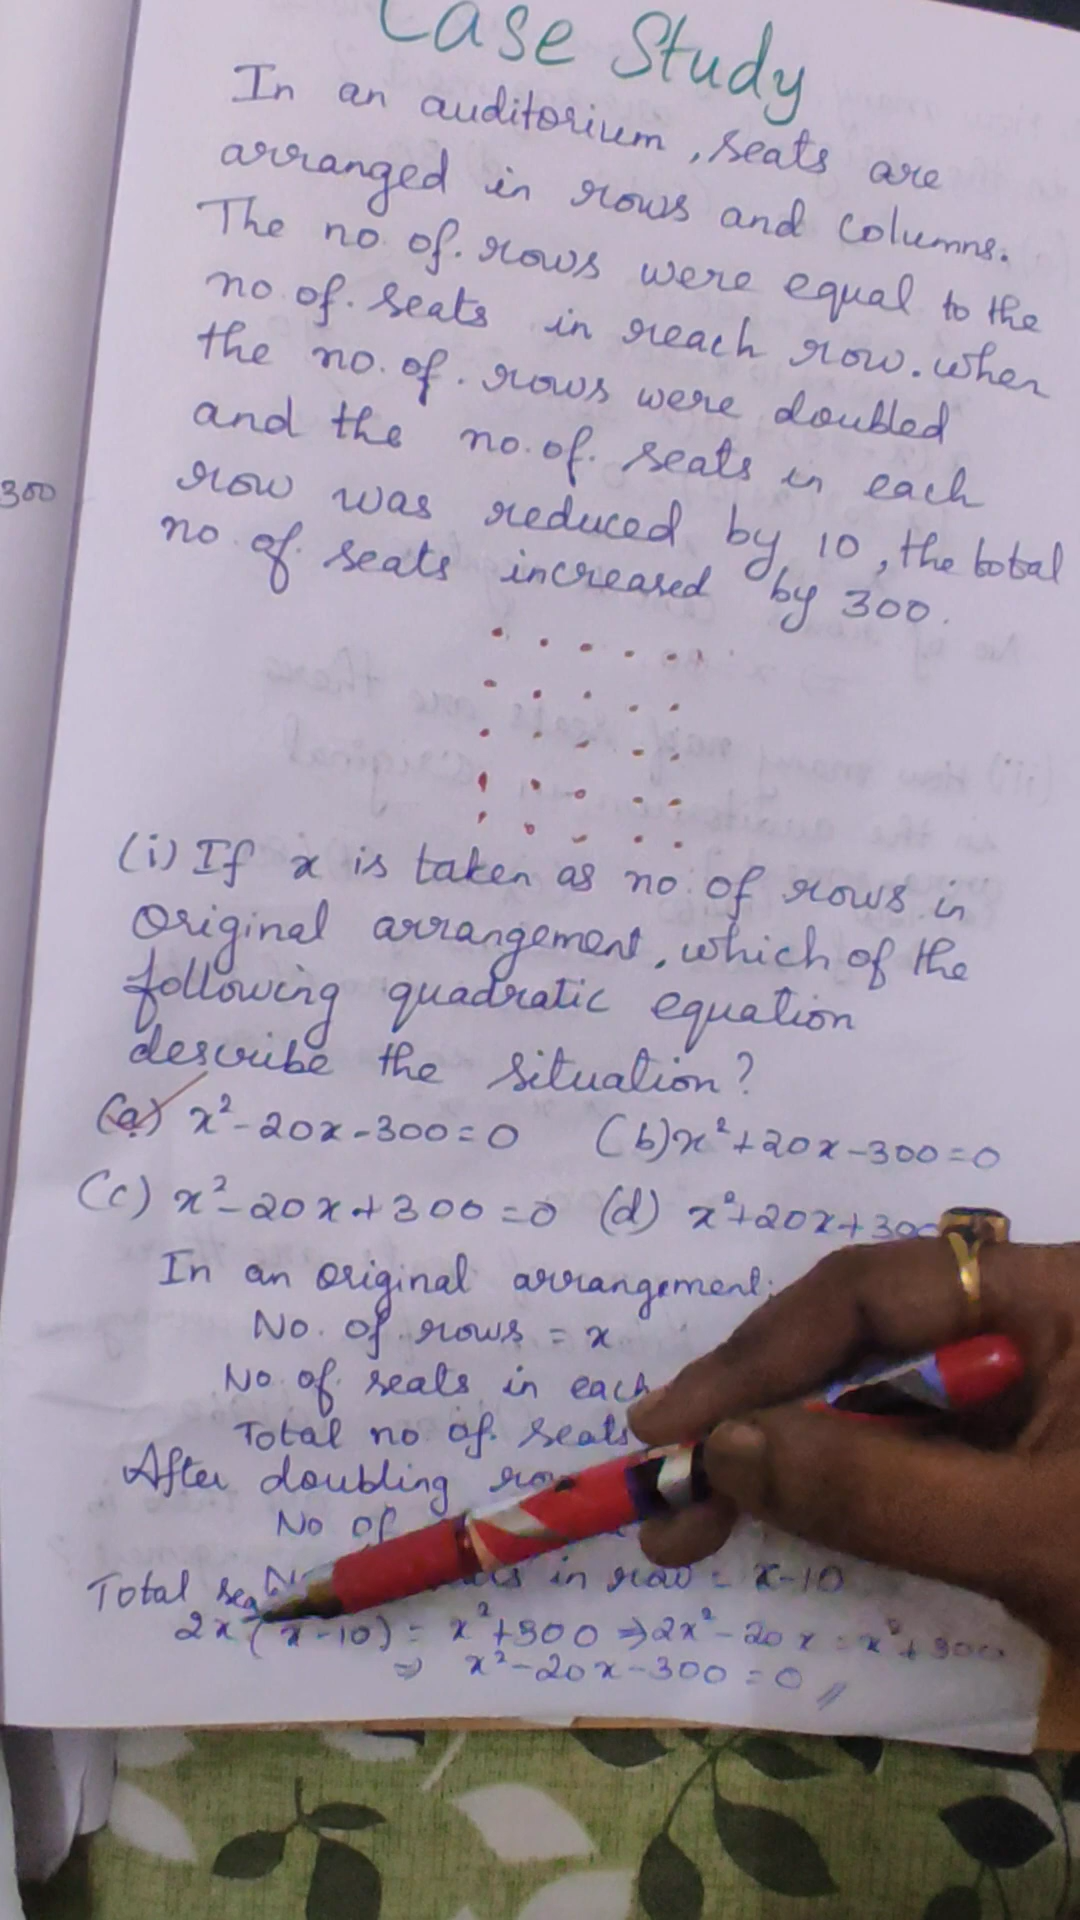 Case Study
In an auditorium, seats are
arranged in rows and columns.
The no of. rows were equal to the
no. of. seats in reach row. when
the no. of. rows were doubled
and the no. of. seats in each
row was reduced by 10, the total
no. of. seats increased by 300.
300
(i) If x is taken as no. of rows in
Original arrangement, which of the
following quadratic equation
describe the situation?
(a) x²-20x-300=0 (b) x²+20x-300=0
(c) x²-20x+300=0 (d) x²+20x+30
In an original arrangement:
No. of. rows = x
No. of. seats in each
Total no of. seats
After doubling
No of
in row = x-10
Total
2x(x-10) = x²+300 ⇒ 2x²-20x = x²+300
⇒ x²-20x-300=0 //